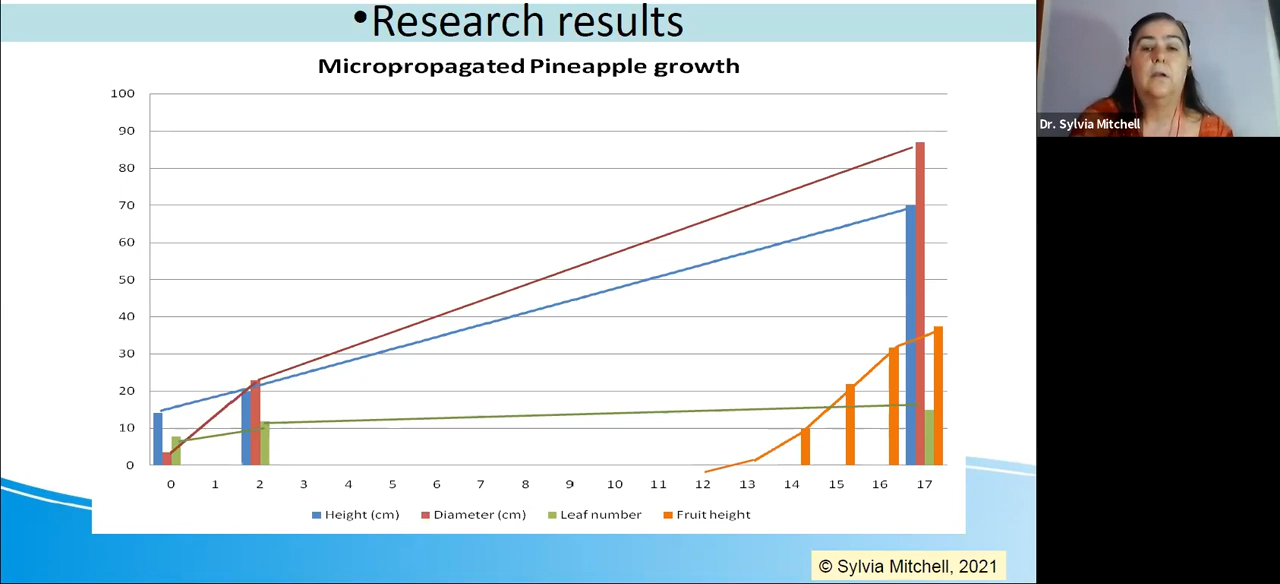 •Research results
Micropropagated Pineapple growth
100
90
80
70
60
50
40
30
20
10
0
0 1 2 3 4 5 6 7 8 9 10 11 12 13 14 15 16 17
Height (cm) Diameter (cm) Leaf number Fruit height
© Sylvia Mitchell, 2021
Dr. Sylvia Mitchell